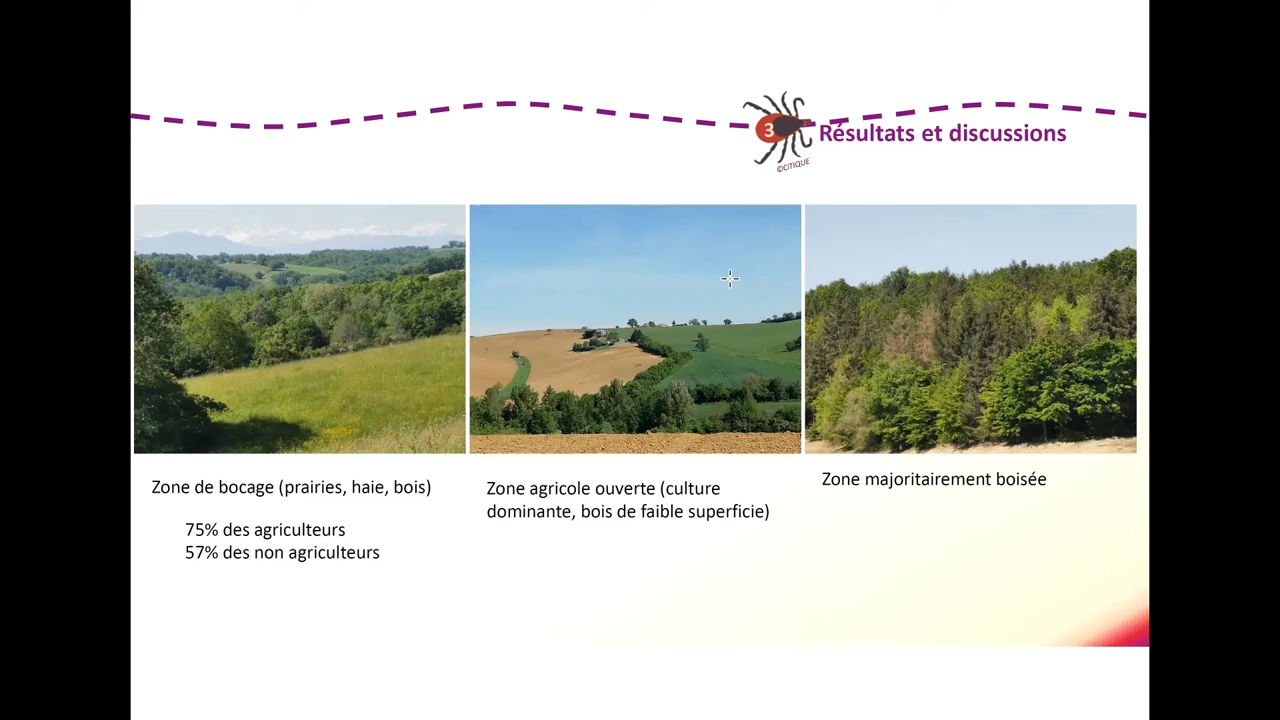 3
Résultats et discussions
©CITIQUE
Zone de bocage (prairies, haie, bois)
75% des agriculteurs
57% des non agriculteurs
Zone agricole ouverte (culture
dominante, bois de faible superficie)
Zone majoritairement boisée